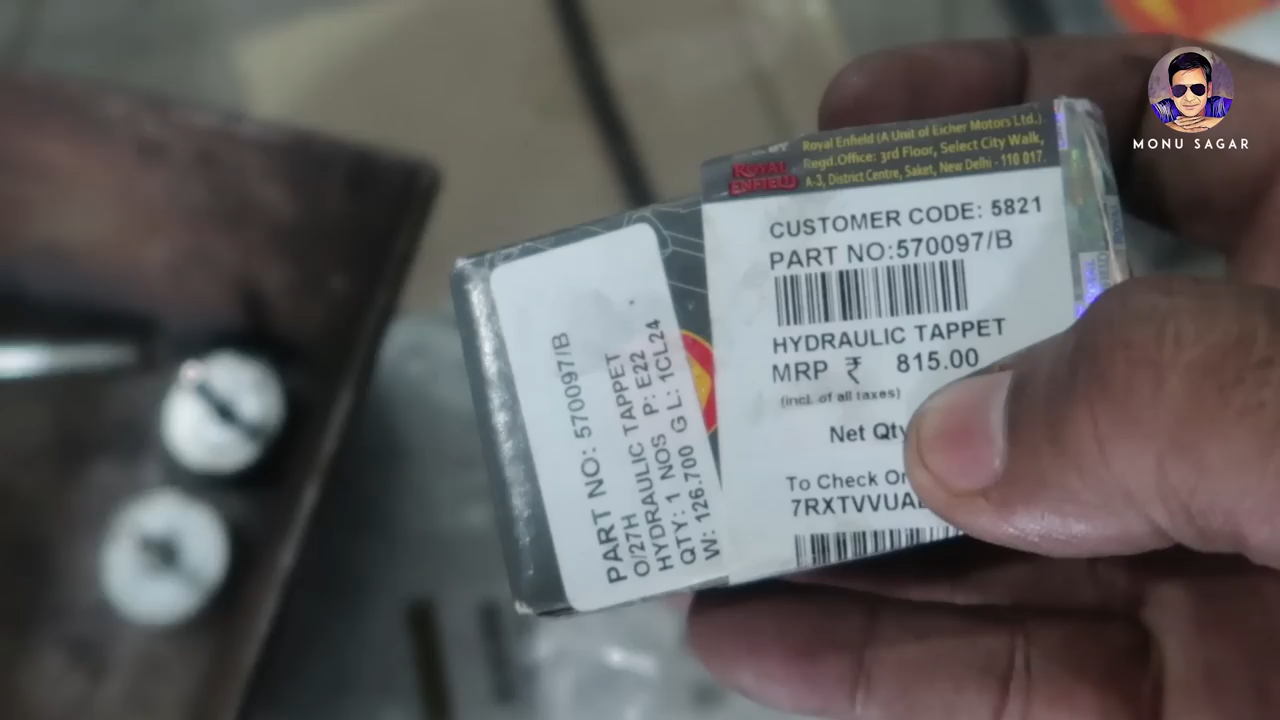 MONU SAGAR
Royal Enfield (A Unit of Eicher Motors Ltd.)
Regd.Office: 3rd Floor, Select City Walk,
A-3, District Centre, Saket, New Delhi - 110 017.
ROYAL
ENFIELD
CUSTOMER CODE: 5821
PART NO:570097/B
HYDRAULIC TAPPET
MRP ₹ 815.00
(incl. of all taxes)
Net Qty
To Check
7RXTVVUA
PART NO: 570097/B
O/27H
HYDRAULIC TAPPET
HYDRAULIC TAPPET
QTY: 1 NOS P: E22
W: 126.700 G L: 1CL24